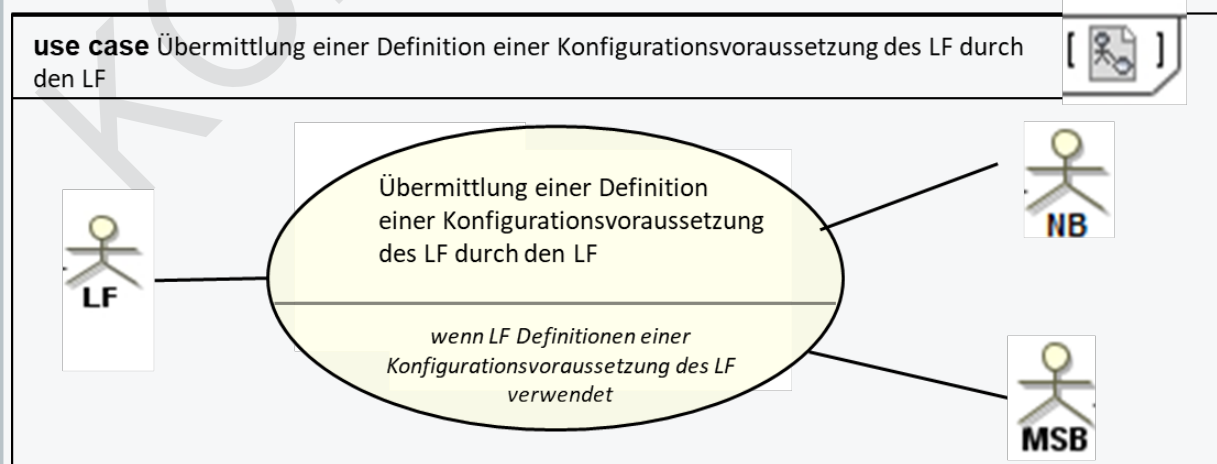 use case Übermittlung einer Definition einer Konfigurationsvoraussetzung des LF durch
den LF
[ ]
Übermittlung einer Definition
einer Konfigurationsvoraussetzung
des LF durch den LF
wenn LF Definitionen einer
Konfigurationsvoraussetzung des LF
verwendet
LF
NB
MSB